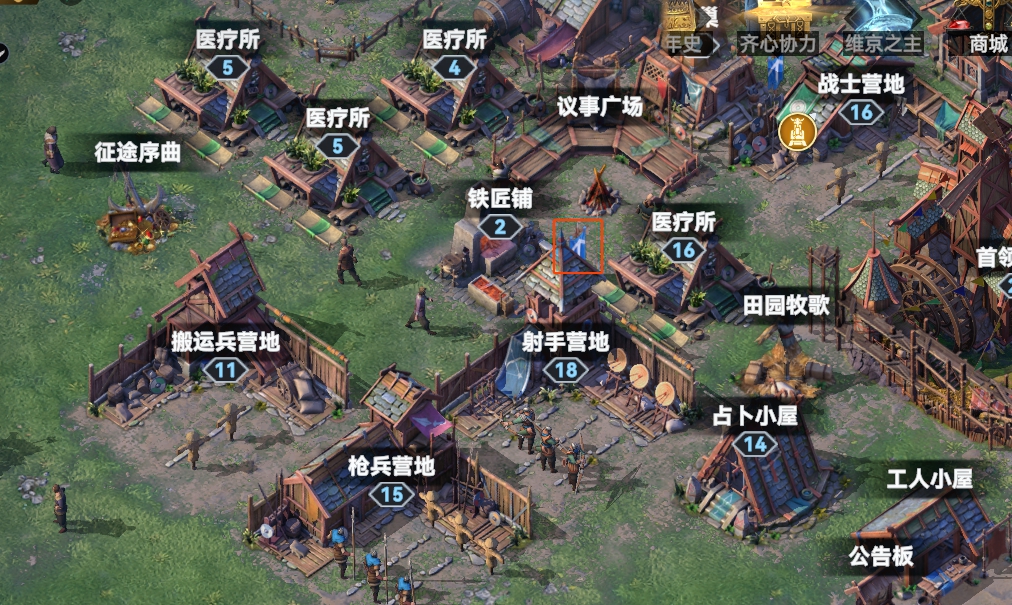 年史
齐心协力
维京之主
商城
医疗所
5
医疗所
4
战士营地
16
议事广场
医疗所
5
征途序曲
铁匠铺
2
医疗所
16
首领
田园牧歌
搬运兵营地
11
射手营地
18
占卜小屋
14
枪兵营地
15
工人小屋
公告板